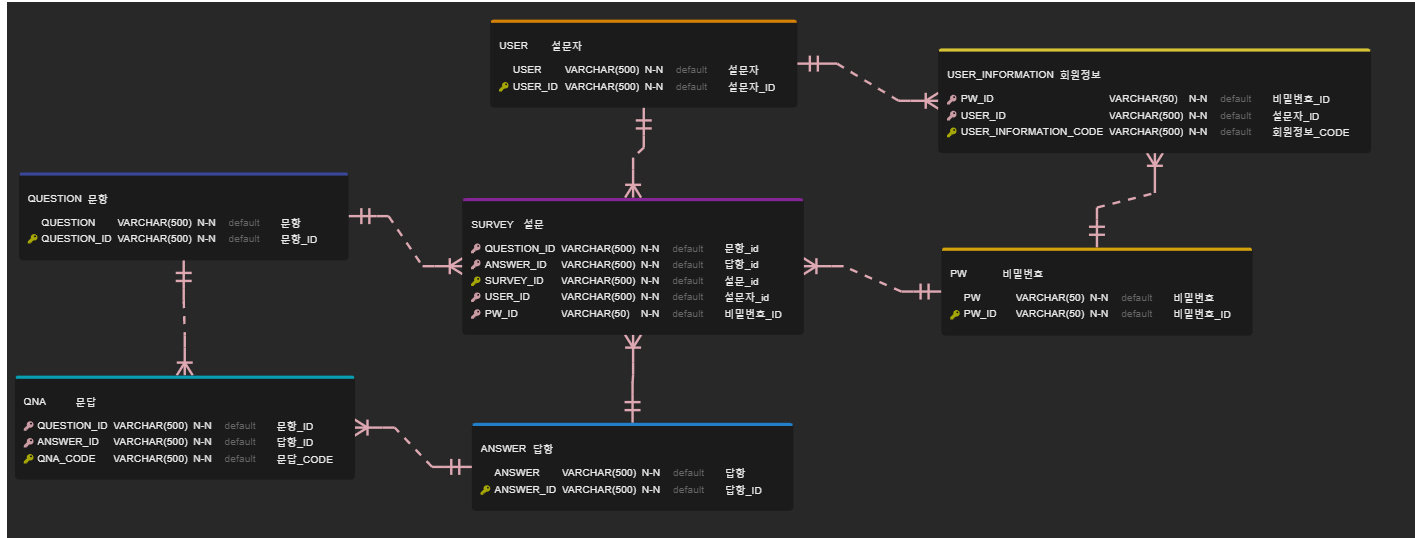 USER 설문자
USER VARCHAR(500) N-N default 설문자
USER_ID VARCHAR(500) N-N default 설문자_ID
USER_INFORMATION 회원정보
PW_ID VARCHAR(50) N-N default 비밀번호_ID
USER_ID VARCHAR(500) N-N default 설문자_ID
USER_INFORMATION_CODE VARCHAR(500) N-N default 회원정보_CODE
QUESTION 문항
QUESTION VARCHAR(500) N-N default 문항
QUESTION_ID VARCHAR(500) N-N default 문항_ID
SURVEY 설문
QUESTION_ID VARCHAR(500) N-N default 문항_id
ANSWER_ID VARCHAR(500) N-N default 답항_id
SURVEY_ID VARCHAR(500) N-N default 설문_id
USER_ID VARCHAR(500) N-N default 설문자_id
PW_ID VARCHAR(50) N-N default 비밀번호_ID
PW 비밀번호
PW VARCHAR(50) N-N default 비밀번호
PW_ID VARCHAR(50) N-N default 비밀번호_ID
QNA 문답
QUESTION_ID VARCHAR(500) N-N default 문항_ID
ANSWER_ID VARCHAR(500) N-N default 답항_ID
QNA_CODE VARCHAR(500) N-N default 문답_CODE
ANSWER 답항
ANSWER VARCHAR(500) N-N default 답항
ANSWER_ID VARCHAR(500) N-N default 답항_ID